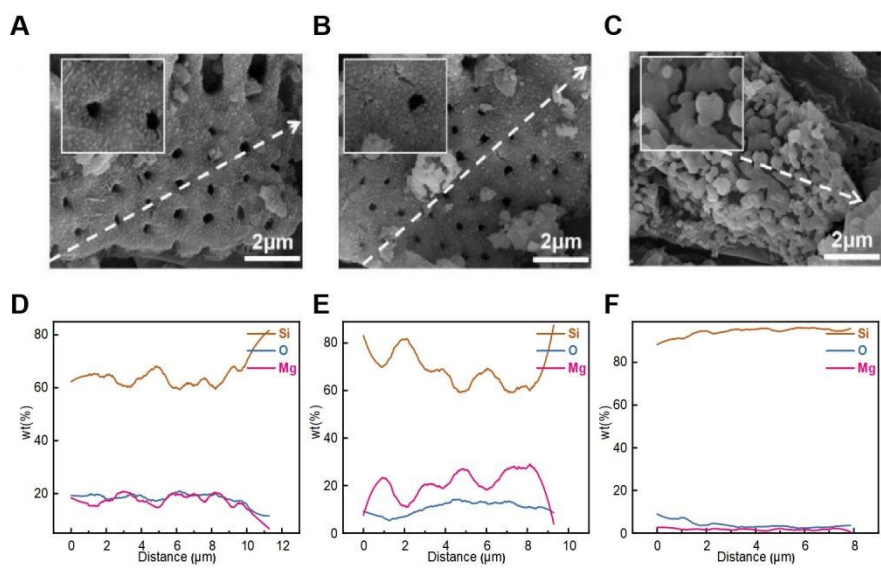 A
B
C
2μm
2μm
2μm
D
E
F
80
60
40
20
wt(%)
Si
O
Mg
0 2 4 6 8 10 12
Distance (μm)
100
80
60
40
20
0
wt(%)
Si
O
Mg
0 2 4 6 8 10
Distance (μm)
80
60
40
20
0
wt(%)
Si
O
Mg
0 2 4 6 8
Distance (μm)